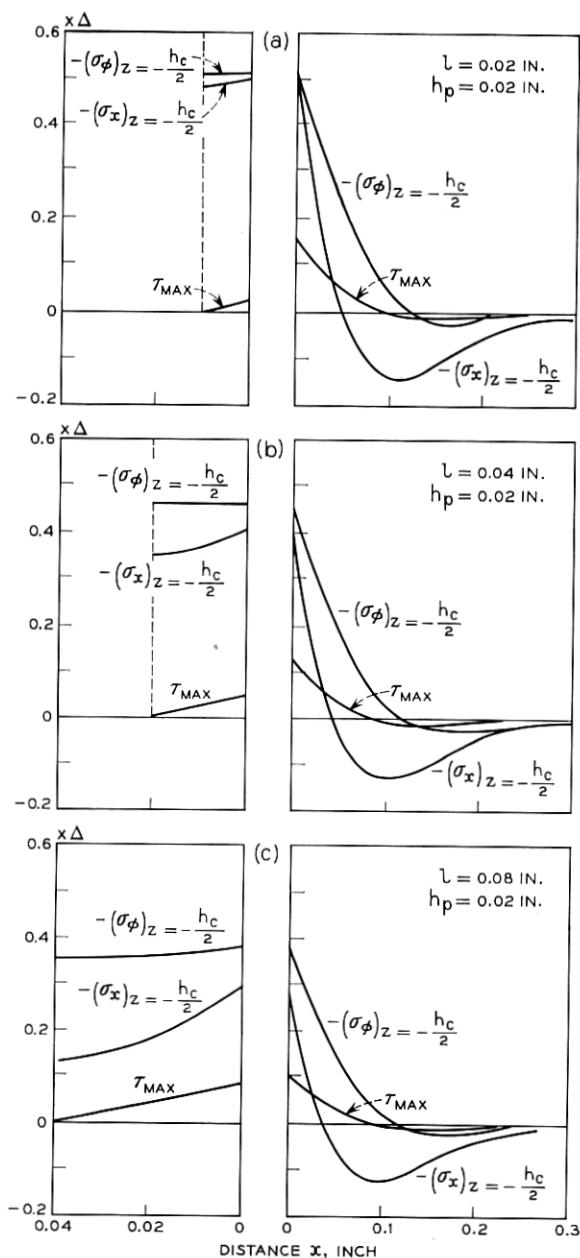 × Δ
(a)
0.6
−(σφ)z = − hc/2
l = 0.02 IN.
hp = 0.02 IN.
0.4
−(σx)z = − hc/2
−(σφ)z = − hc/2
0.2
τMAX
τMAX
0
−(σx)z = − hc/2
−0.2
× Δ
(b)
0.6
−(σφ)z = − hc/2
l = 0.04 IN.
hp = 0.02 IN.
0.4
−(σx)z = − hc/2
−(σφ)z = − hc/2
0.2
τMAX
τMAX
0
−(σx)z = − hc/2
−0.2
× Δ
(c)
0.6
l = 0.08 IN.
hp = 0.02 IN.
−(σφ)z = − hc/2
0.4
−(σx)z = − hc/2
−(σφ)z = − hc/2
0.2
τMAX
τMAX
0
−(σx)z = − hc/2
−0.2
0.04 0.02 0 0 0.1 0.2 0.3
DISTANCE x, INCH